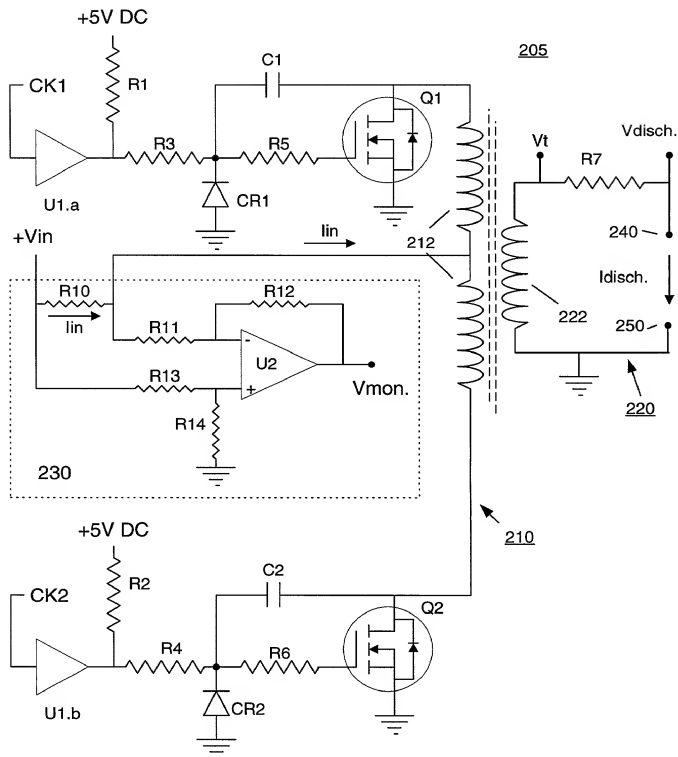 +5V DC
C1
205
CK1
R1
Q1
Vt
Vdisch.
R3
R5
R7
U1.a
CR1
+Vin
Iin
212
240
R10
Idisch.
Iin
R12
R11
222
250
-
U2
R13
+
Vmon.
220
R14
230
+5V DC
210
C2
CK2
R2
Q2
R4
R6
U1.b
CR2